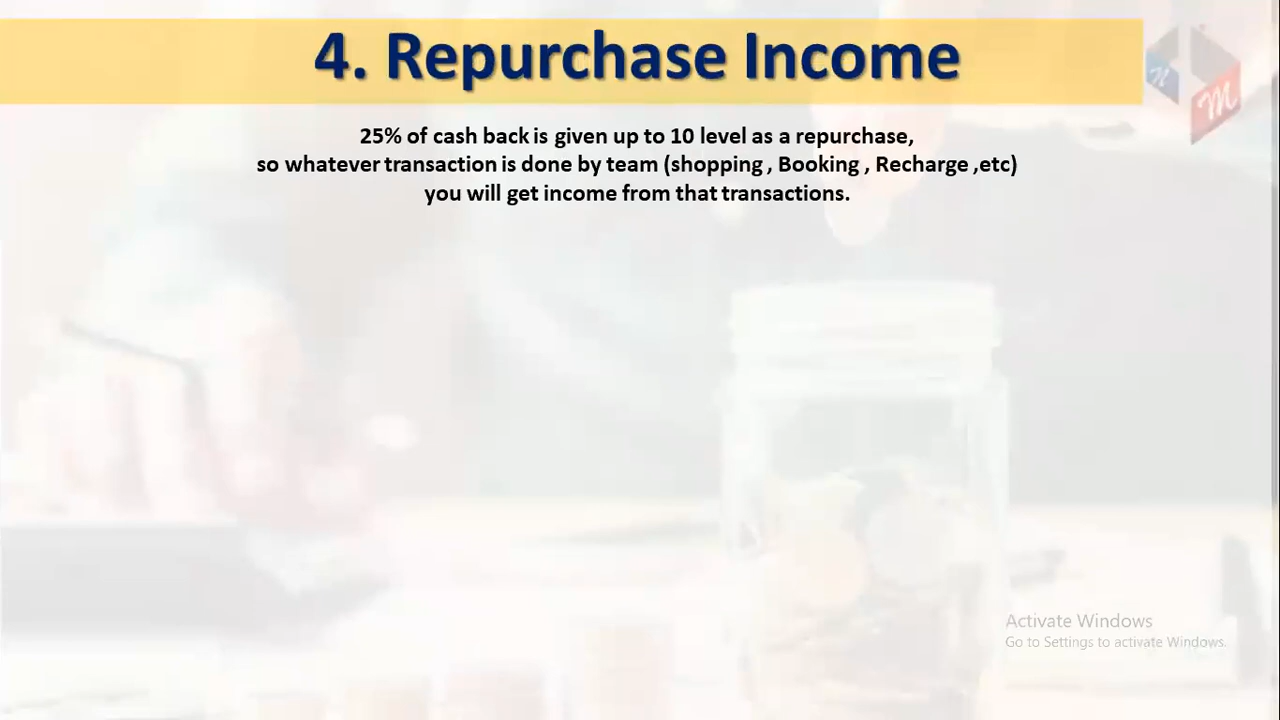 4. Repurchase Income
25% of cash back is given up to 10 level as a repurchase,
so whatever transaction is done by team (shopping , Booking , Recharge ,etc)
you will get income from that transactions.
M
Activate Windows
Go to Settings to activate Windows.